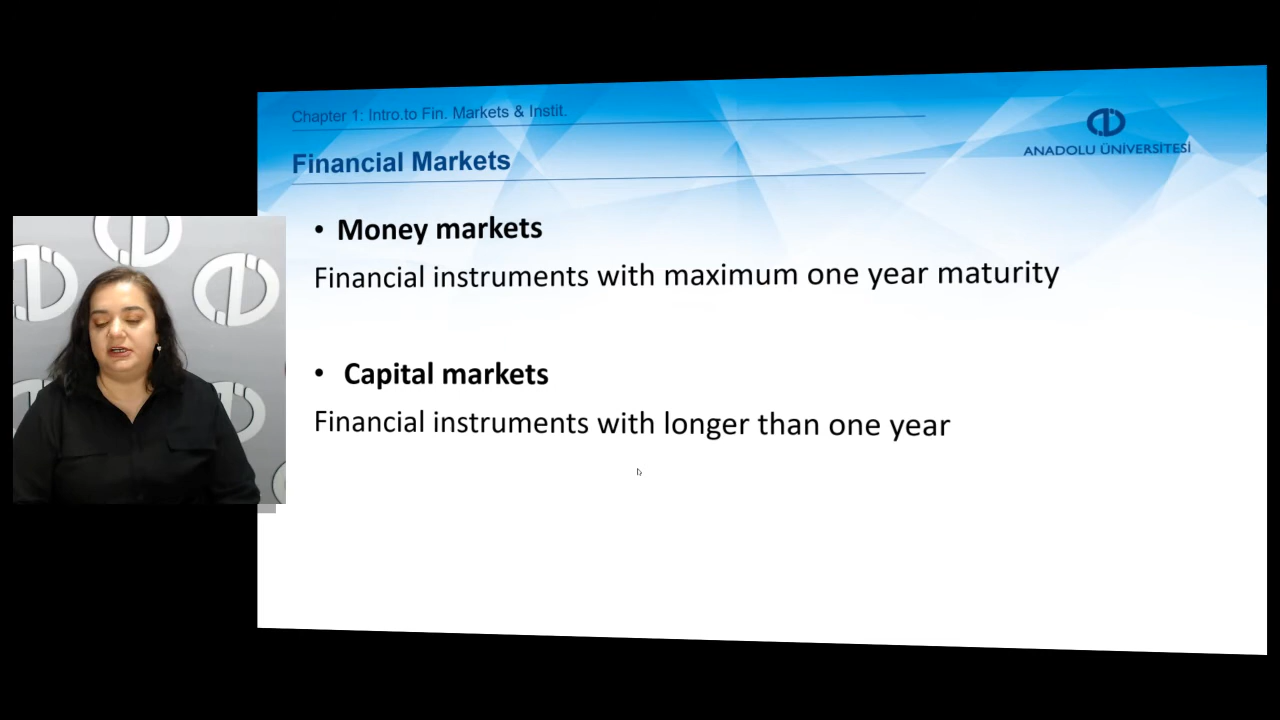 Chapter 1: Intro.to Fin. Markets & Instit.
Financial Markets
ANADOLU ÜNİVERSİTESİ
• Money markets
Financial instruments with maximum one year maturity
• Capital markets
Financial instruments with longer than one year